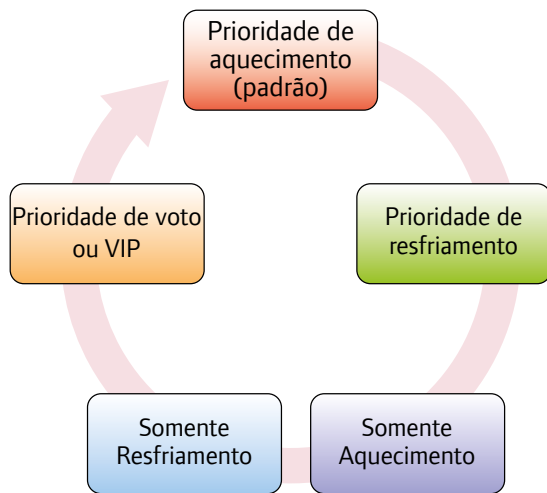 Prioridade de
aquecimento
(padrão)
Prioridade de
resfriamento
Somente
Aquecimento
Somente
Resfriamento
Prioridade de voto
ou VIP